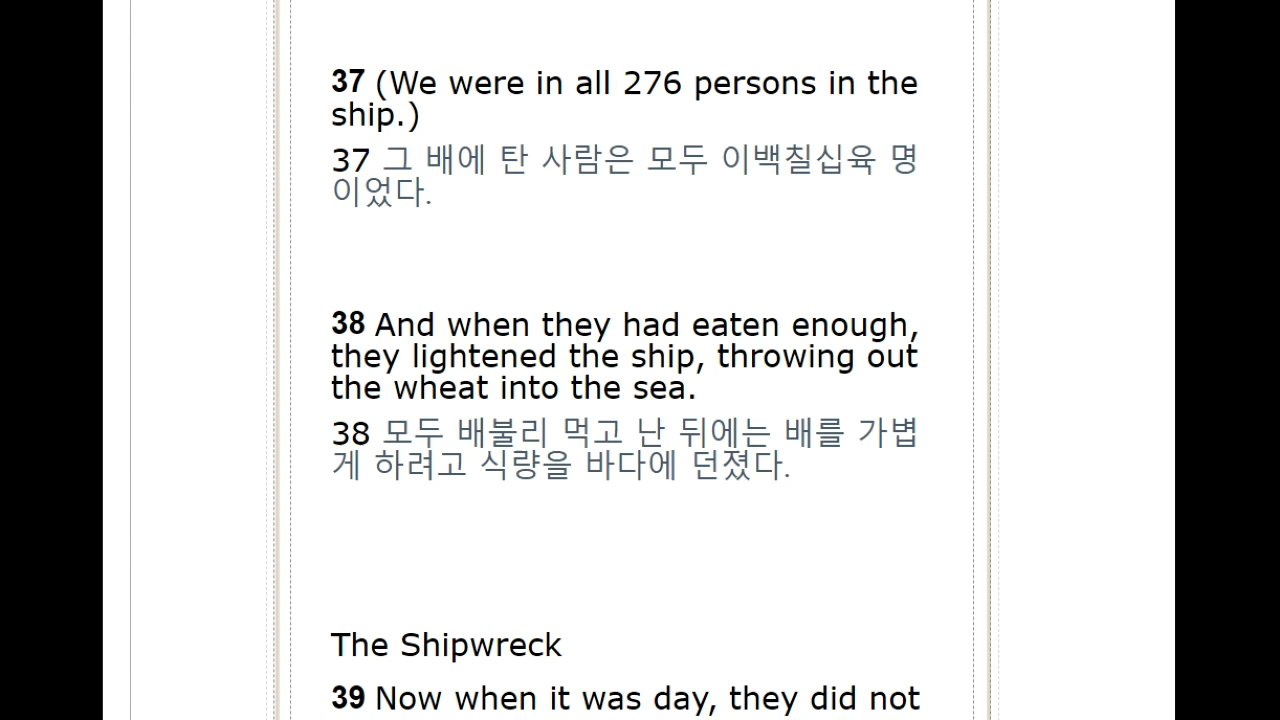 37 (We were in all 276 persons in the
ship.)
37 그 배에 탄 사람은 모두 이백칠십육 명
이었다.
38 And when they had eaten enough,
they lightened the ship, throwing out
the wheat into the sea.
38 모두 배불리 먹고 난 뒤에는 배를 가볍
게 하려고 식량을 바다에 던졌다.
The Shipwreck
39 Now when it was day, they did not